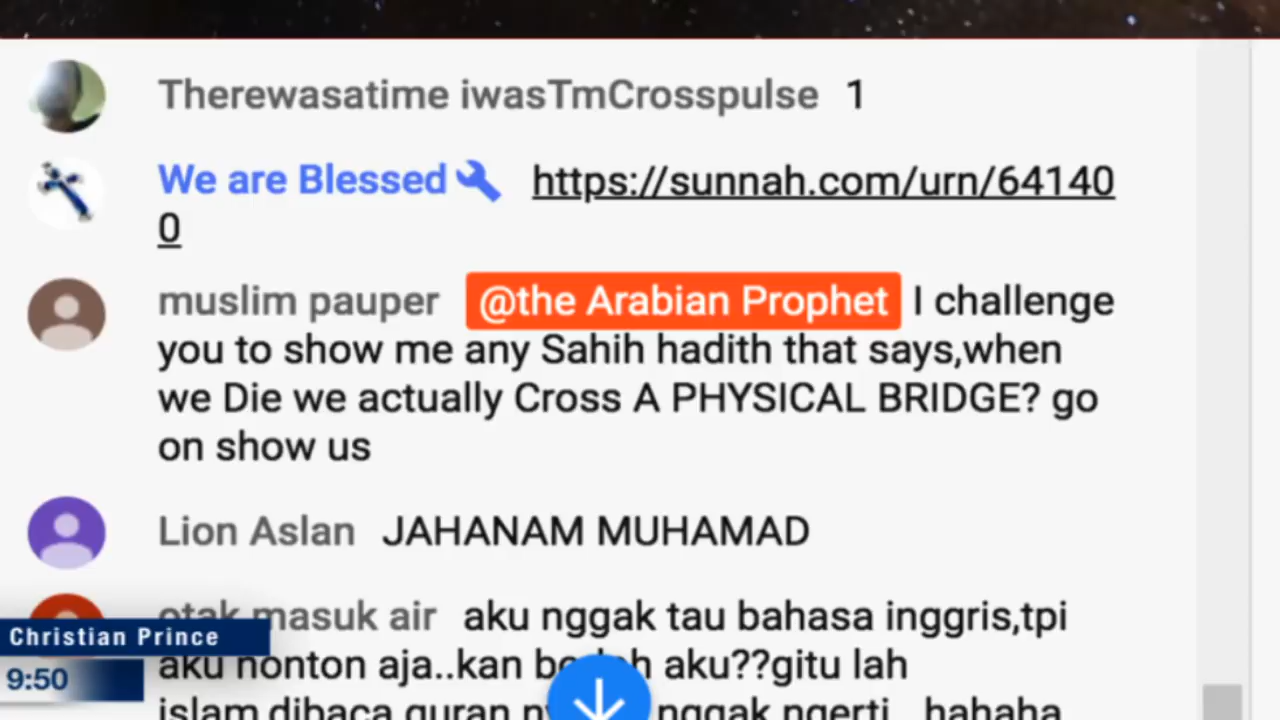 Therewasatime iwasTmCrosspulse 1
We are Blessed https://sunnah.com/urn/64140
0
muslim pauper @the Arabian Prophet I challenge
you to show me any Sahih hadith that says,when
we Die we actually Cross A PHYSICAL BRIDGE? go
on show us
Lion Aslan JAHANAM MUHAMAD
otak masuk air aku nggak tau bahasa inggris,tpi
Christian Prince
aku nonton aja..kan aku??gitu lah
9:50
islam,dibaca quran nggak ngerti hahaha